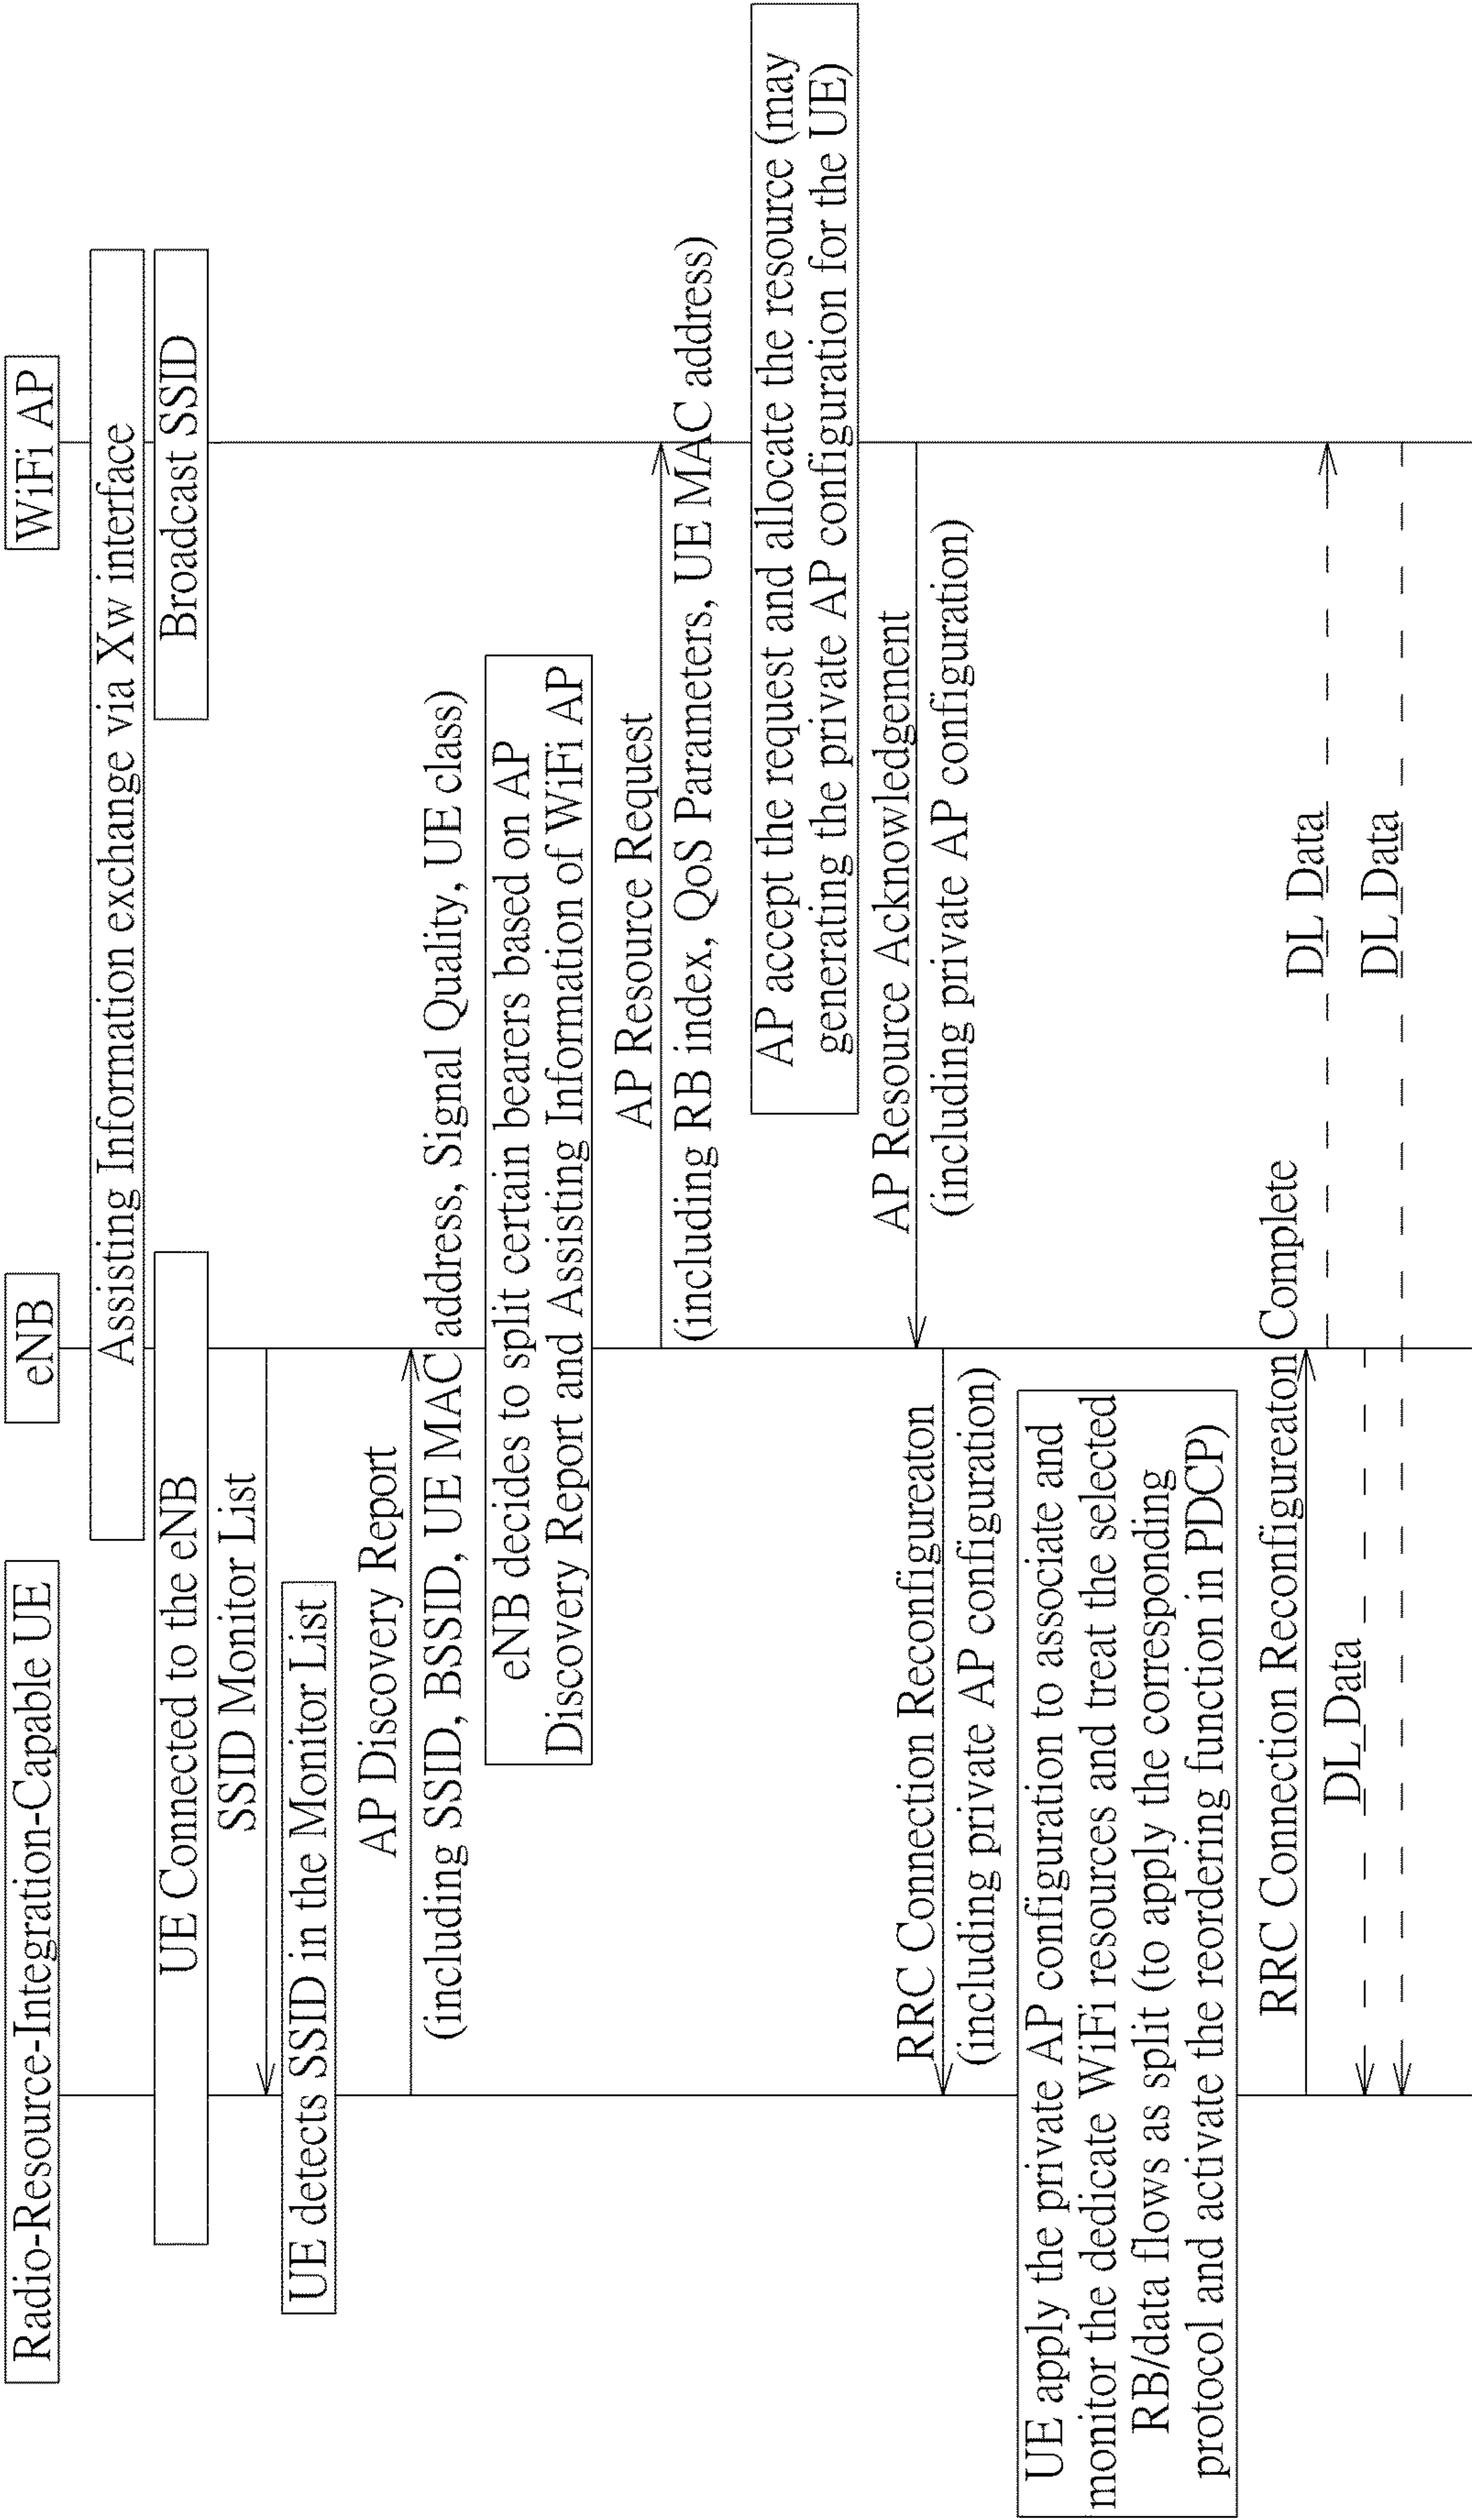 Radio-Resource-Integration-Capable UE
eNB
WiFi AP
Assisting Information exchange via Xw interface
UE Connected to the eNB
Broadcast SSID
SSID Monitor List
UE detects SSID in the Monitor List
AP Discovery Report
(including SSID, BSSID, UE MAC address, Signal Quality, UE class)
eNB decides to split certain bearers based on AP
Discovery Report and Assisting Information of WiFi AP
AP Resource Request
(including RB index, QoS Parameters, UE MAC address)
AP accept the request and allocate the resource (may
generating the private AP configuration for the UE)
AP Resource Acknowledgement
(including private AP configuration)
RRC Connection Reconfigureaton
(including private AP configuration)
UE apply the private AP configuration to associate and
monitor the dedicate WiFi resources and treat the selected
RB/data flows as split (to apply the corresponding
protocol and activate the reordering function in PDCP)
RRC Connection Reconfigureaton Complete
DL Data
DL Data
DL Data